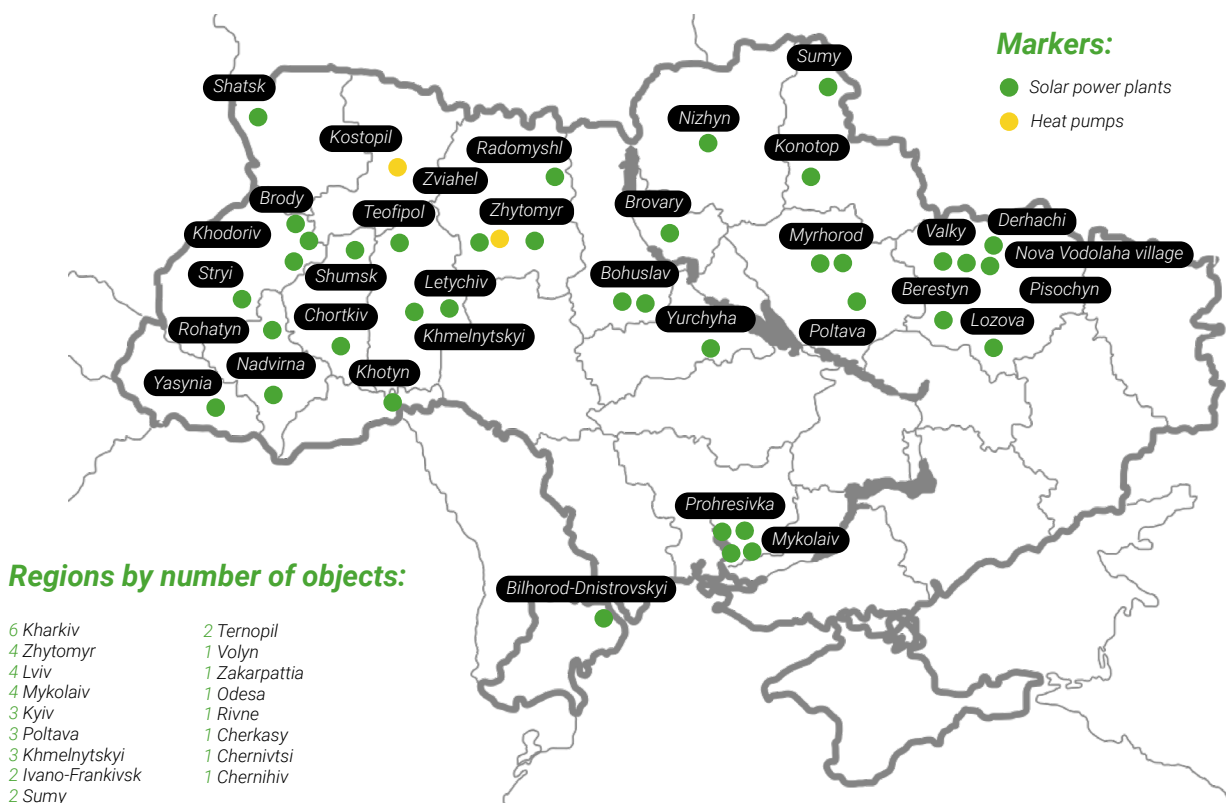 Markers:
Solar power plants
Heat pumps
Sumy
Shatsk
Nizhyn
Kostopil
Radomyshl
Konotop
Zviahel
Brody
Teofipol
Zhytomyr
Brovary
Derhachi
Khodoriv
Myrhorod
Valky
Nova Vodolaha village
Stryi
Shumsk
Letychiv
Bohuslav
Berestyn
Pisochyn
Rohatyn
Chortkiv
Khmelnytskyi
Yurchyha
Poltava
Lozova
Nadvirna
Yasynia
Khotyn
Prohresivka
Mykolaiv
Bilhorod-Dnistrovskyi
Regions by number of objects:
6 Kharkiv
4 Zhytomyr
4 Lviv
4 Mykolaiv
3 Kyiv
3 Poltava
3 Khmelnytskyi
2 Ivano-Frankivsk
2 Sumy
2 Ternopil
1 Volyn
1 Zakarpattia
1 Odesa
1 Rivne
1 Cherkasy
1 Chernivtsi
1 Chernihiv